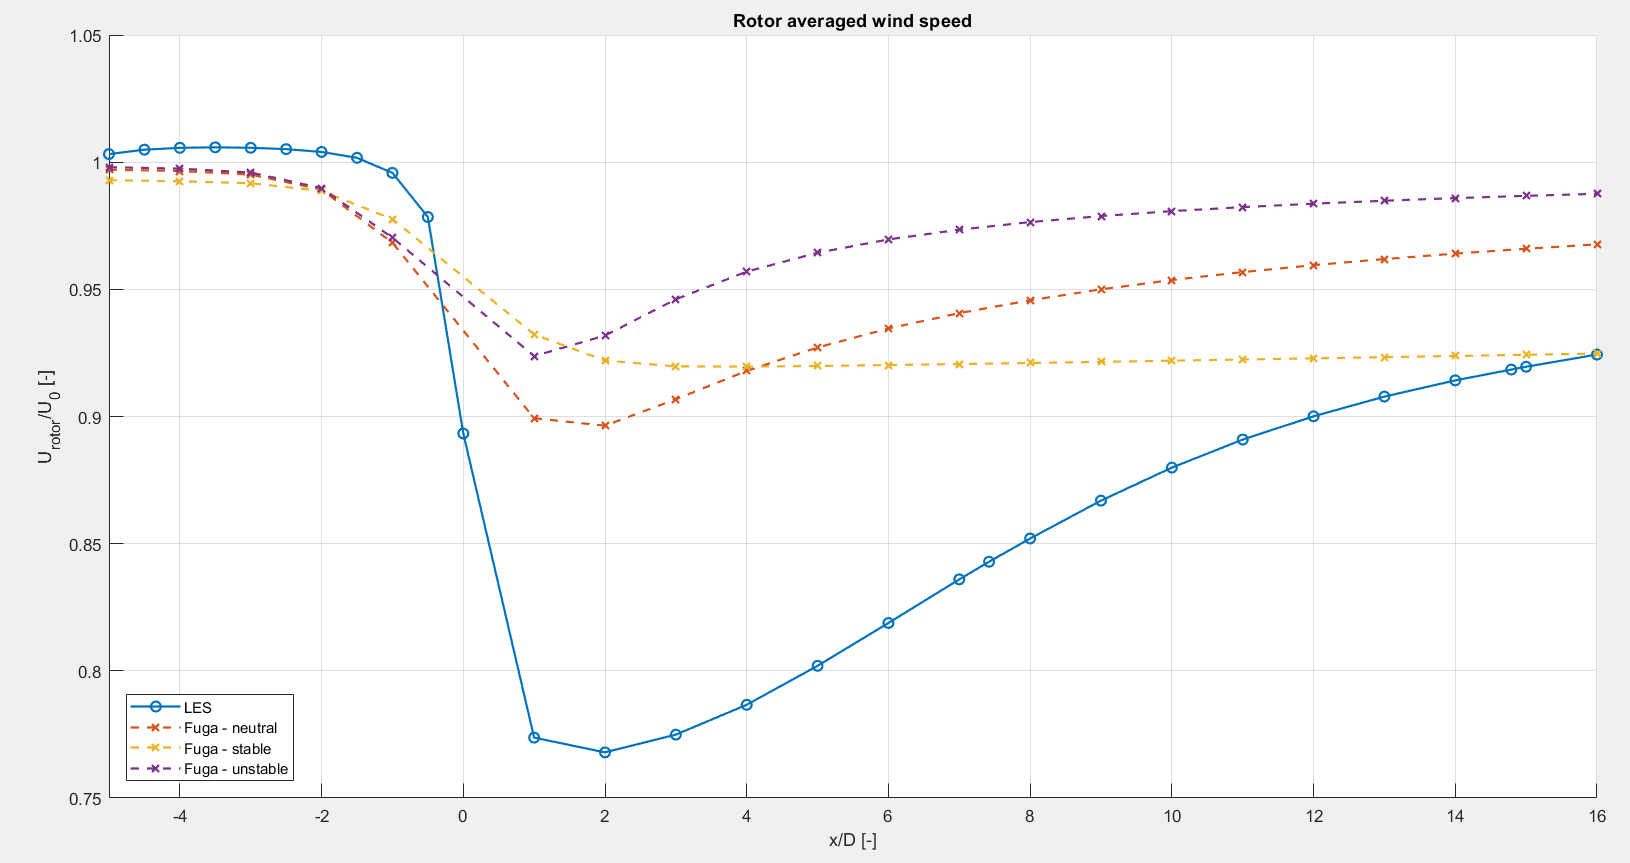 Rotor averaged wind speed
1.05
1
0.95
0.9
0.85
0.8
0.75
U_rotor/U_0 [-]
-4
-2
0
2
4
6
8
10
12
14
16
x/D [-]
LES
Fuga - neutral
Fuga - stable
Fuga - unstable